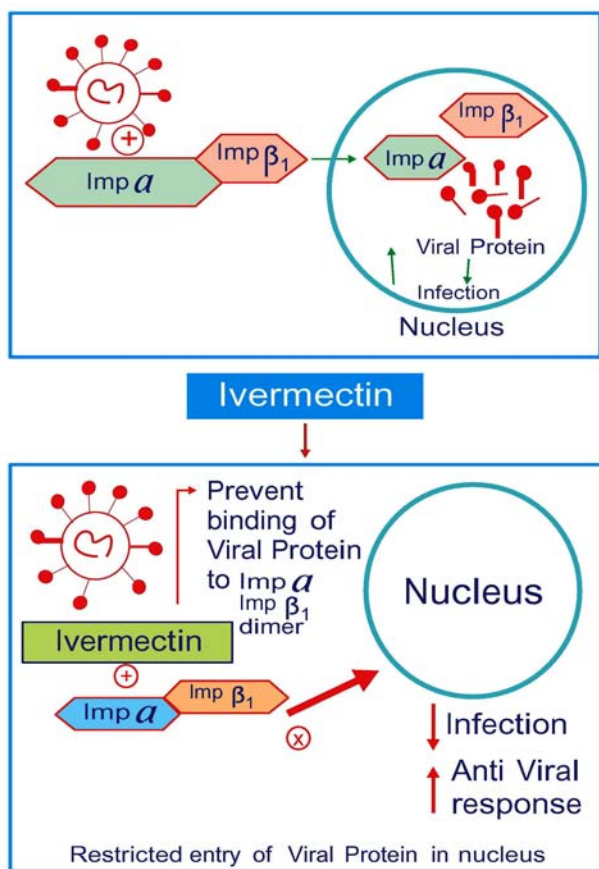 +
Imp α
Imp β1
Imp β1
Imp α
Viral Protein
Infection
Nucleus
Ivermectin
Prevent
binding of
Viral Protein
to Imp α
Imp β1
dimer
Ivermectin
+
Imp α
Imp β1
x
Nucleus
Infection
Anti Viral
response
Restricted entry of Viral Protein in nucleus